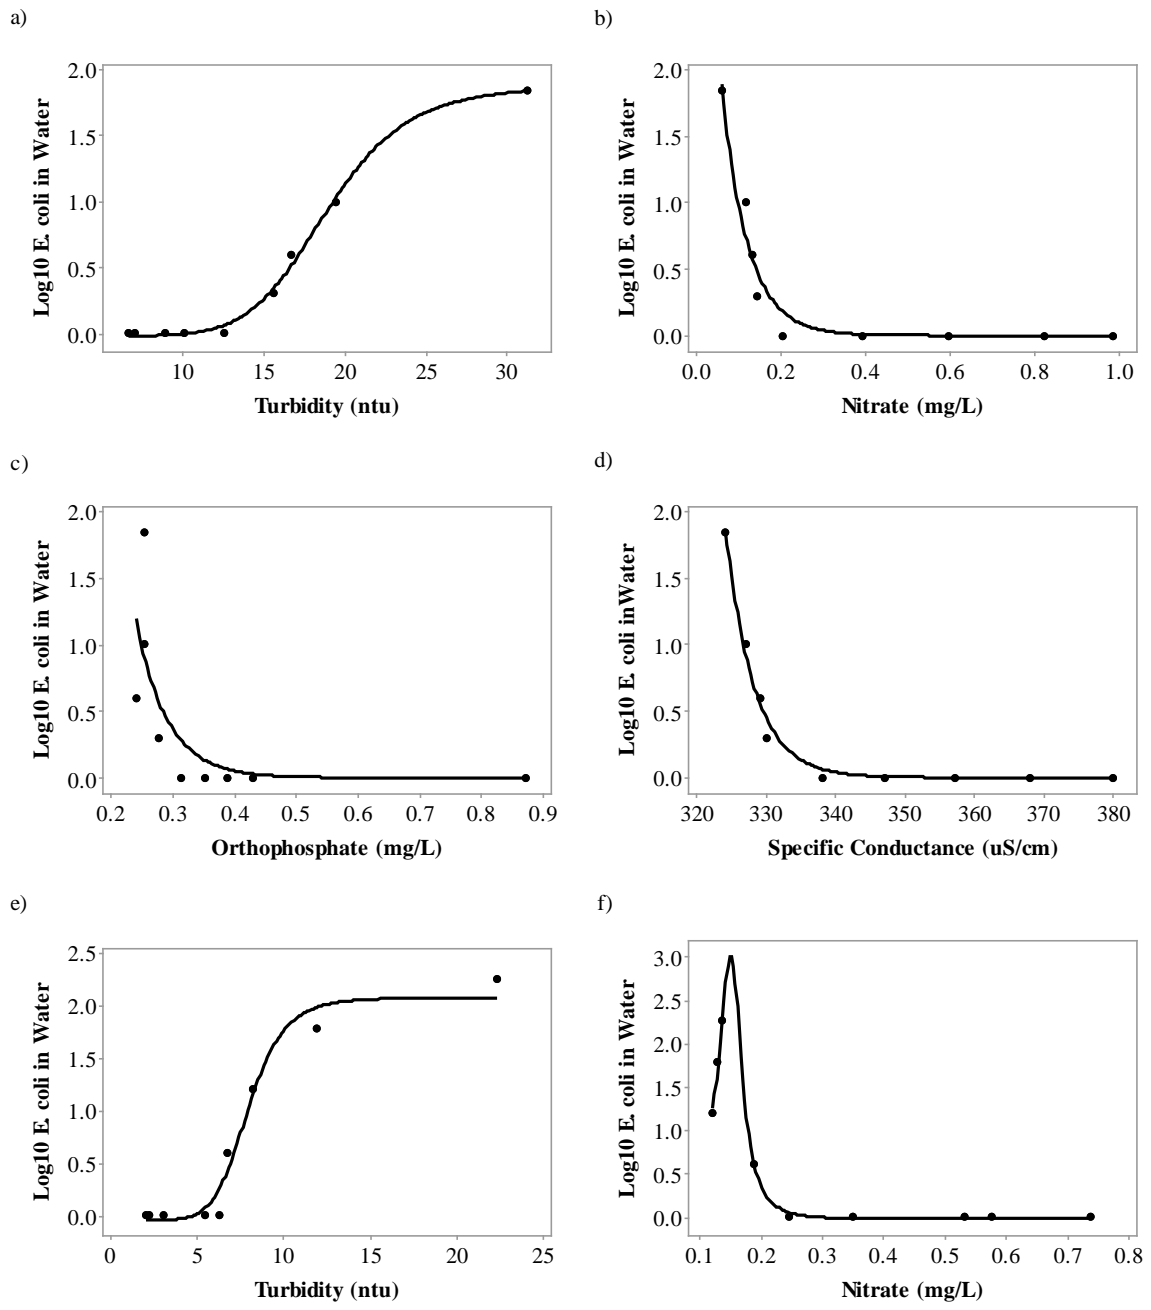 a)
2.0
1.5
1.0
0.5
0.0
Log10 E. coli in Water
10 15 20 25 30
Turbidity (ntu)
b)
2.0
1.5
1.0
0.5
0.0
Log10 E. coli in Water
0.0 0.2 0.4 0.6 0.8 1.0
Nitrate (mg/L)
c)
2.0
1.5
1.0
0.5
0.0
Log10 E. coli in Water
0.2 0.3 0.4 0.5 0.6 0.7 0.8 0.9
Orthophosphate (mg/L)
d)
2.0
1.5
1.0
0.5
0.0
Log10 E. coli inWater
320 330 340 350 360 370 380
Specific Conductance (uS/cm)
e)
2.5
2.0
1.5
1.0
0.5
0.0
Log10 E. coli in Water
0 5 10 15 20 25
Turbidity (ntu)
f)
3.0
2.5
2.0
1.5
1.0
0.5
0.0
Log10 E. coli in Water
0.1 0.2 0.3 0.4 0.5 0.6 0.7 0.8
Nitrate (mg/L)